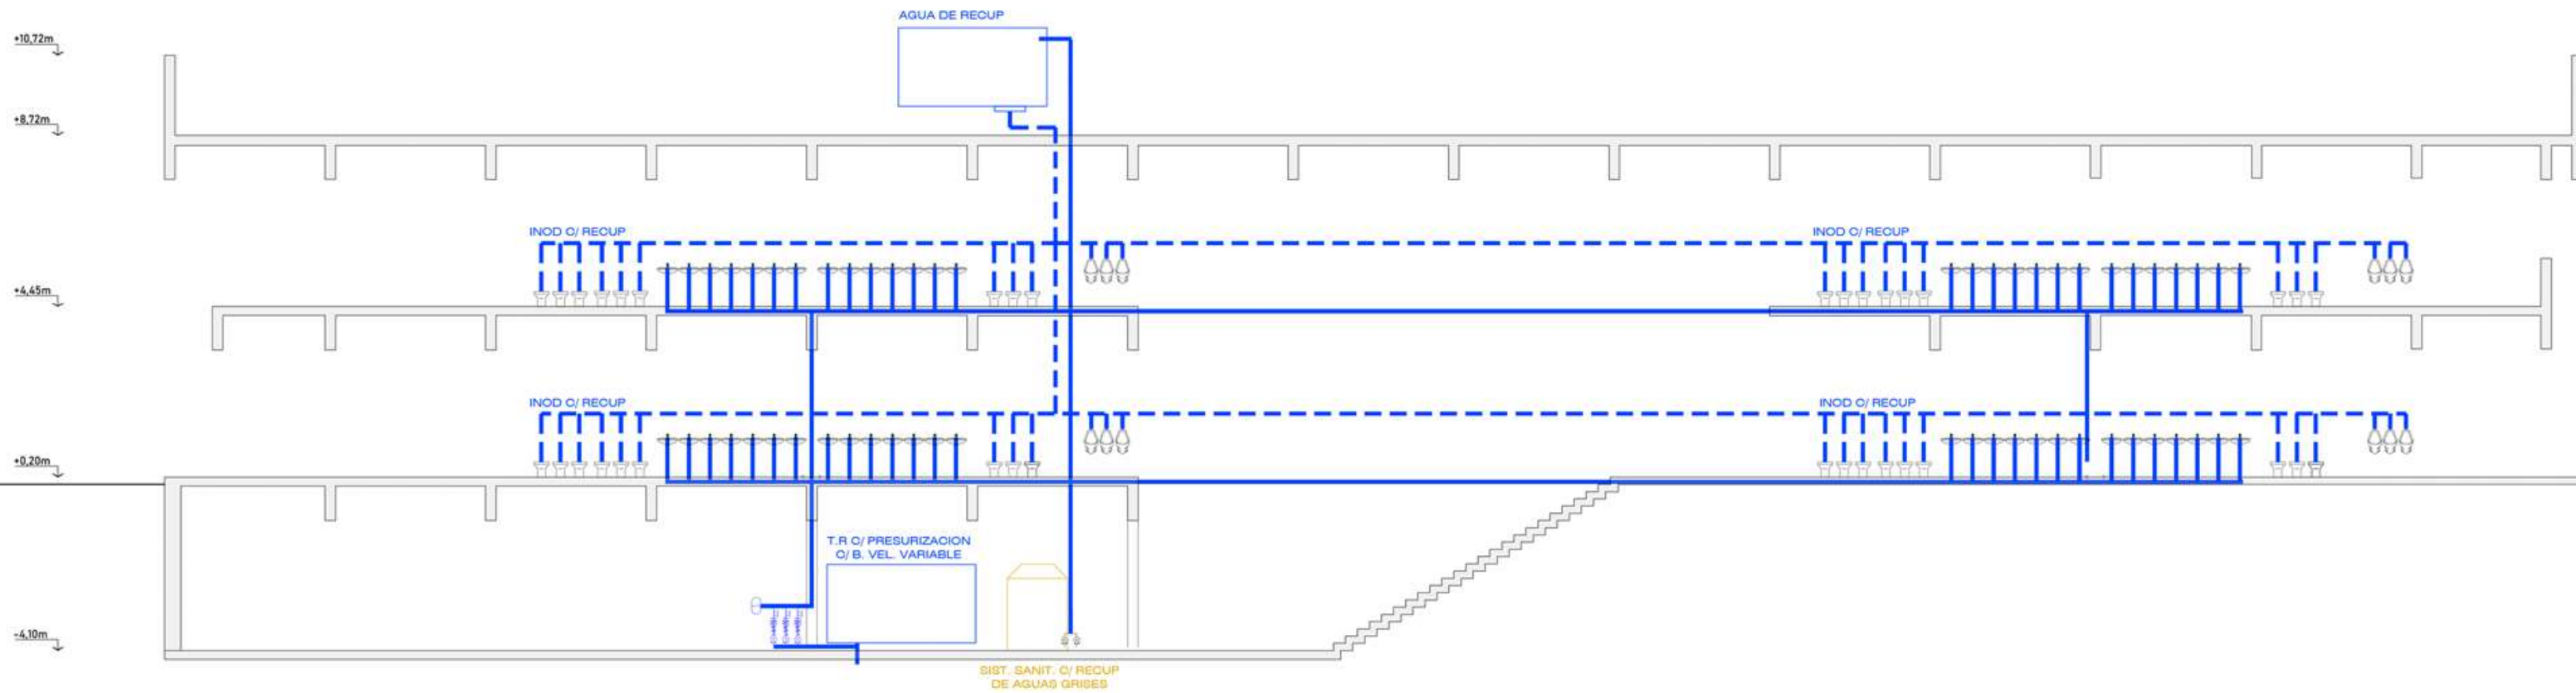 AGUA DE RECUP
+10,72m
+8,72m
INOD C/ RECUP
INOD C/ RECUP
+4,45m
INOD C/ RECUP
INOD C/ RECUP
+0,20m
T.R C/ PRESURIZACION
C/ B. VEL. VARIABLE
-4,10m
SIST. SANIT. C/ RECUP
DE AGUAS GRISES